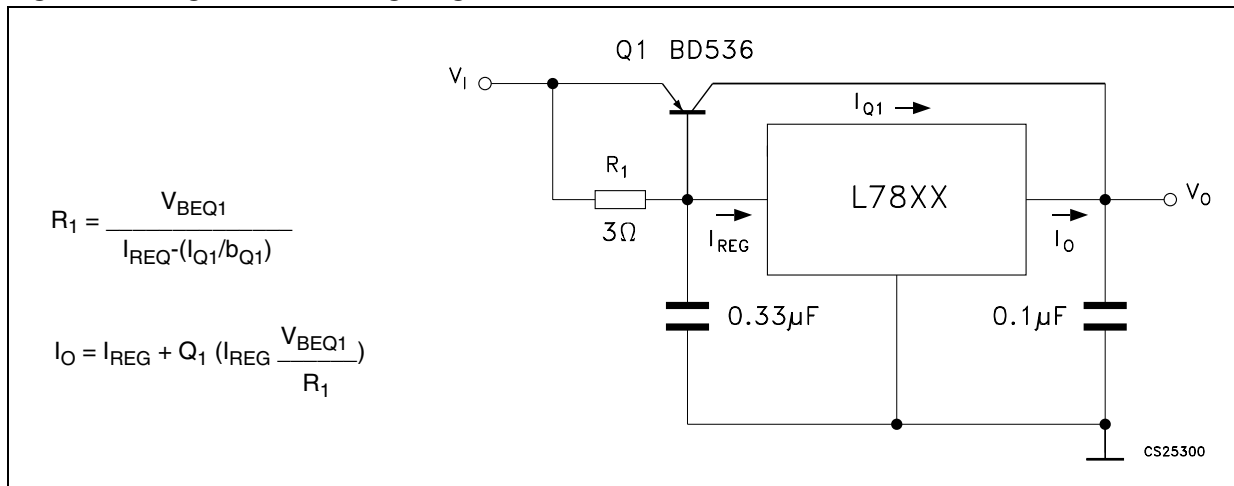 Q1 BD536
V_I
I_Q1
R_1
L78XX
V_O
3Ω
I_REG
I_O
0.33µF
0.1µF
CS25300
R_1 = V_BEQ1 / I_REQ-(I_Q1/b_Q1)
I_O = I_REG + Q_1 (I_REG V_BEQ1 / R_1)